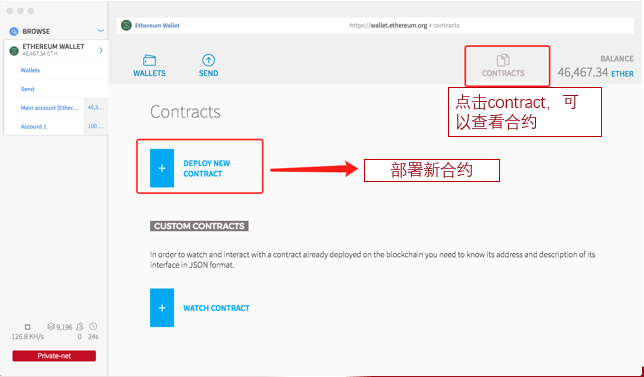 BROWSE
ETHEREUM WALLET
46,467.34 ETH
Wallets
Send
Main account (Ether... 46,3...
Account 1 100 ...
126.8 KH/s 9,196 0 24s
Private-net
Ethereum Wallet
https://wallet.ethereum.org ▸ contracts
WALLETS
SEND
CONTRACTS
BALANCE
46,467.34 ETHER
点击contract，可
以查看合约
Contracts
DEPLOY NEW
CONTRACT
部署新合约
CUSTOM CONTRACTS
In order to watch and interact with a contract already deployed on the blockchain you need to know its address and description of its
interface in JSON format.
WATCH CONTRACT